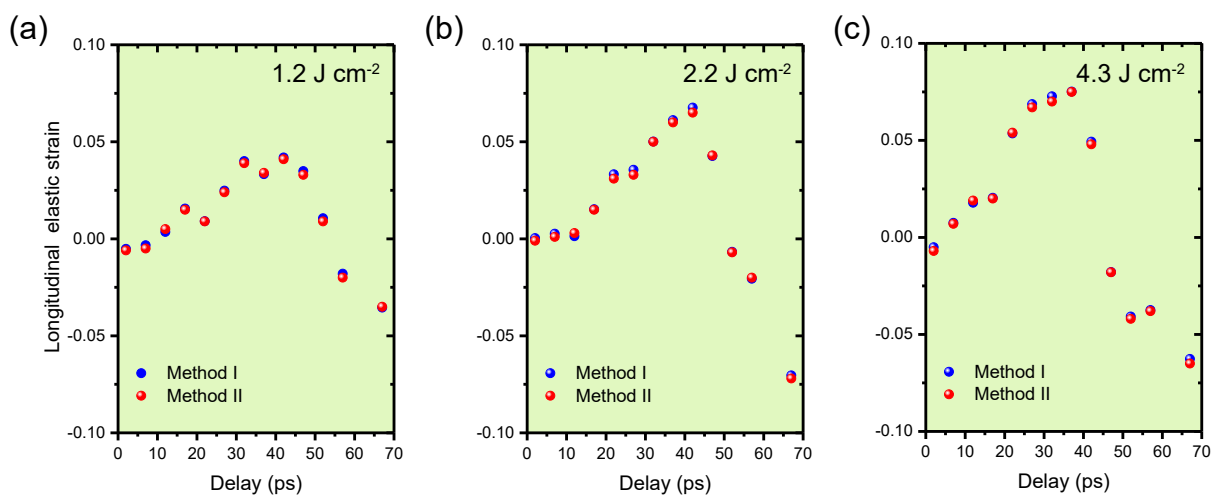 (a)
1.2 J cm-2
0.10
0.05
0.00
-0.05
-0.10
Longitudinal elastic strain
Method I
Method II
0 10 20 30 40 50 60 70
Delay (ps)
(b)
2.2 J cm-2
0.10
0.05
0.00
-0.05
-0.10
Method I
Method II
0 10 20 30 40 50 60 70
Delay (ps)
(c)
4.3 J cm-2
0.10
0.05
0.00
-0.05
-0.10
Method I
Method II
0 10 20 30 40 50 60 70
Delay (ps)